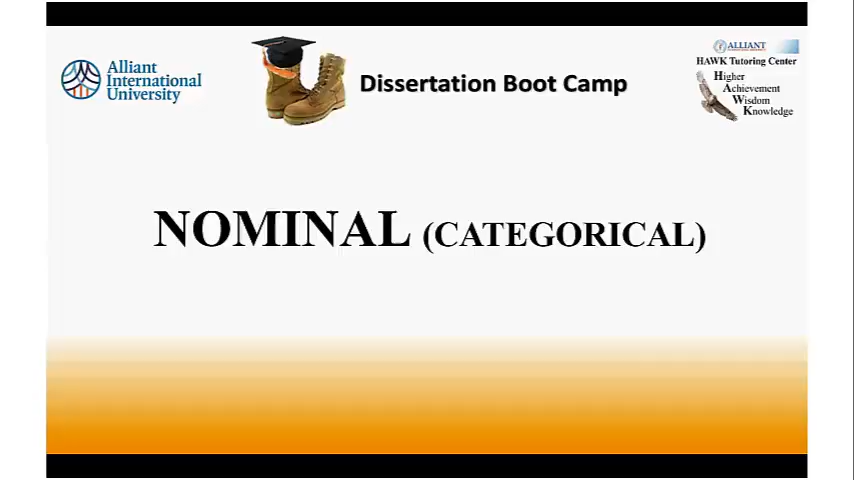 Alliant
International
University
Dissertation Boot Camp
ALLIANT
HAWK Tutoring Center
Higher
Achievement
Wisdom
Knowledge
NOMINAL (CATEGORICAL)